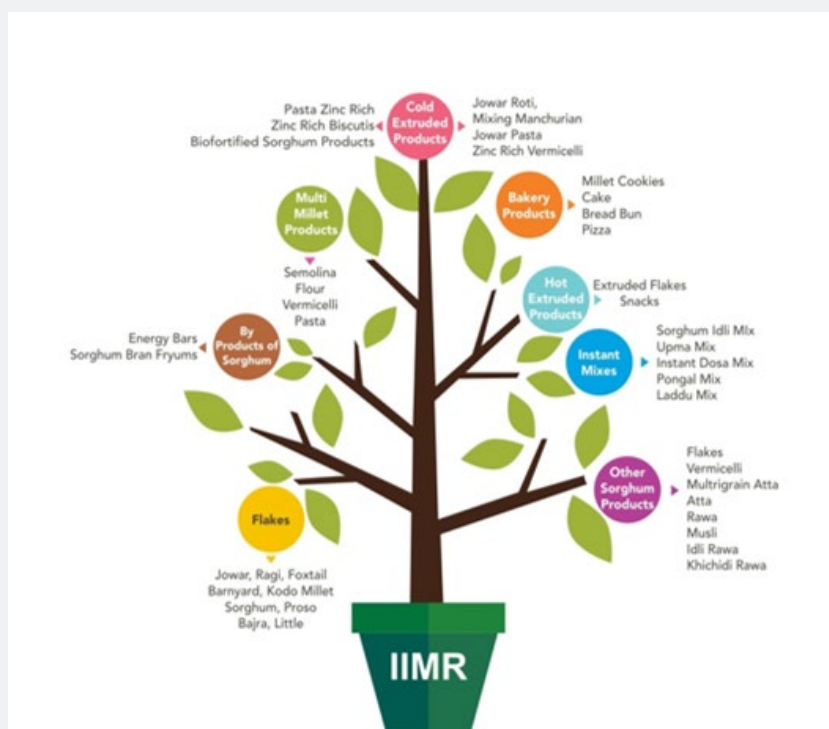 Cold
Extruded
Products
Pasta Zinc Rich
Zinc Rich Biscutis
Biofortified Sorghum Products
Jowar Roti,
Mixing Manchurian
Jowar Pasta
Zinc Rich Vermicelli
Multi
Millet
Products
Semolina
Flour
Vermicelli
Pasta
Bakery
Products
Millet Cookies
Cake
Bread Bun
Pizza
Hot
Extruded
Products
Extruded Flakes
Snacks
By
Products of
Sorghum
Energy Bars
Sorghum Bran Fryums
Instant
Mixes
Sorghum Idli MIx
Upma Mix
Instant Dosa Mix
Pongal Mix
Laddu Mix
Other
Sorghum
Products
Flakes
Vermicelli
Multrigrain Atta
Atta
Rawa
Musli
Idli Rawa
Khichidi Rawa
Flakes
Jowar, Ragi, Foxtail
Barnyard, Kodo Millet
Sorghum, Proso
Bajra, Little
IIMR